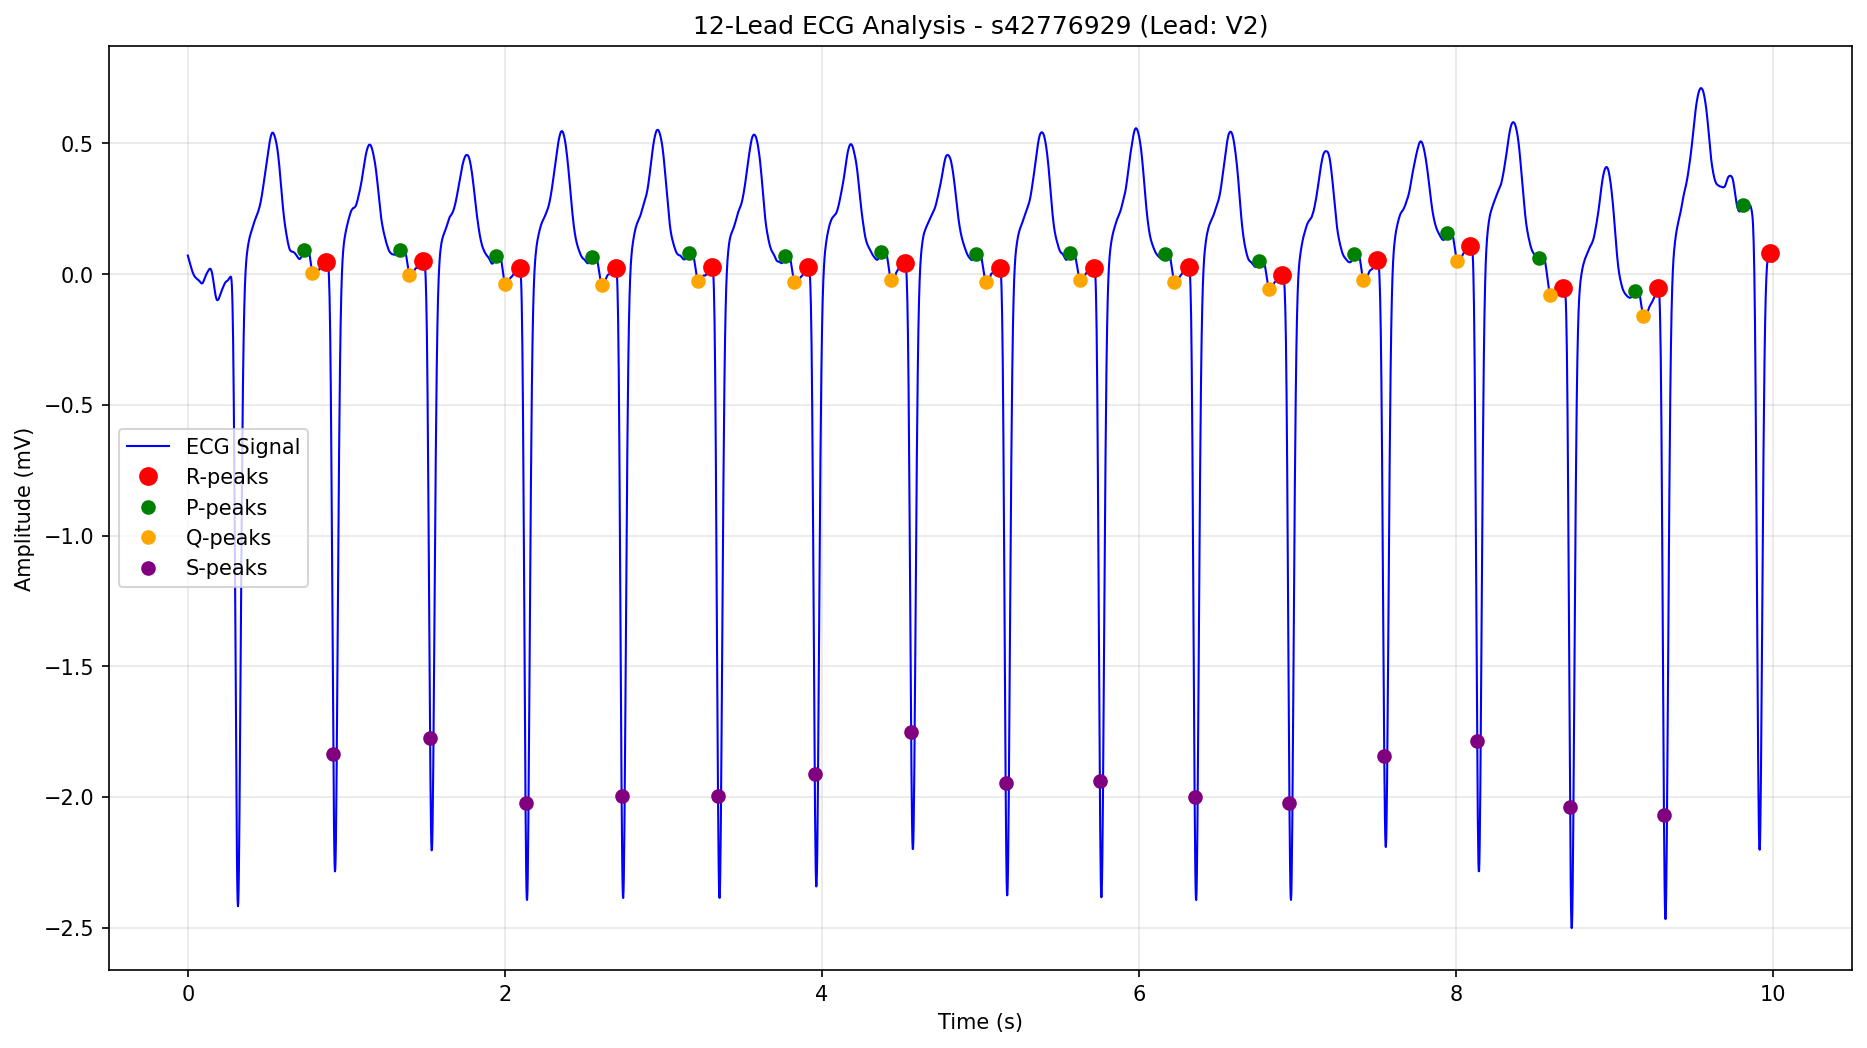 12-Lead ECG Analysis - s42776929 (Lead: V2)
Amplitude (mV)
0.5
0.0
−0.5
−1.0
−1.5
−2.0
−2.5
ECG Signal
R-peaks
P-peaks
Q-peaks
S-peaks
0 2 4 6 8 10
Time (s)